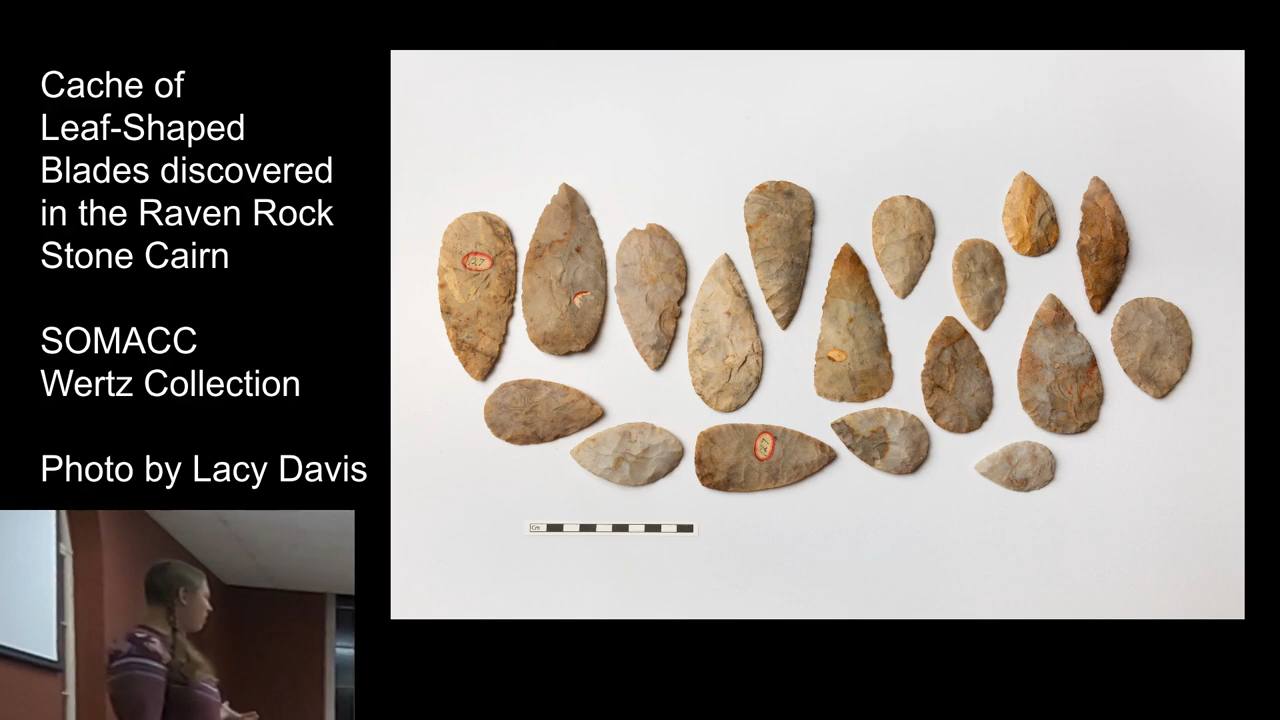 Cache of
Leaf-Shaped
Blades discovered
in the Raven Rock
Stone Cairn
SOMACC
Wertz Collection
Photo by Lacy Davis
Cm